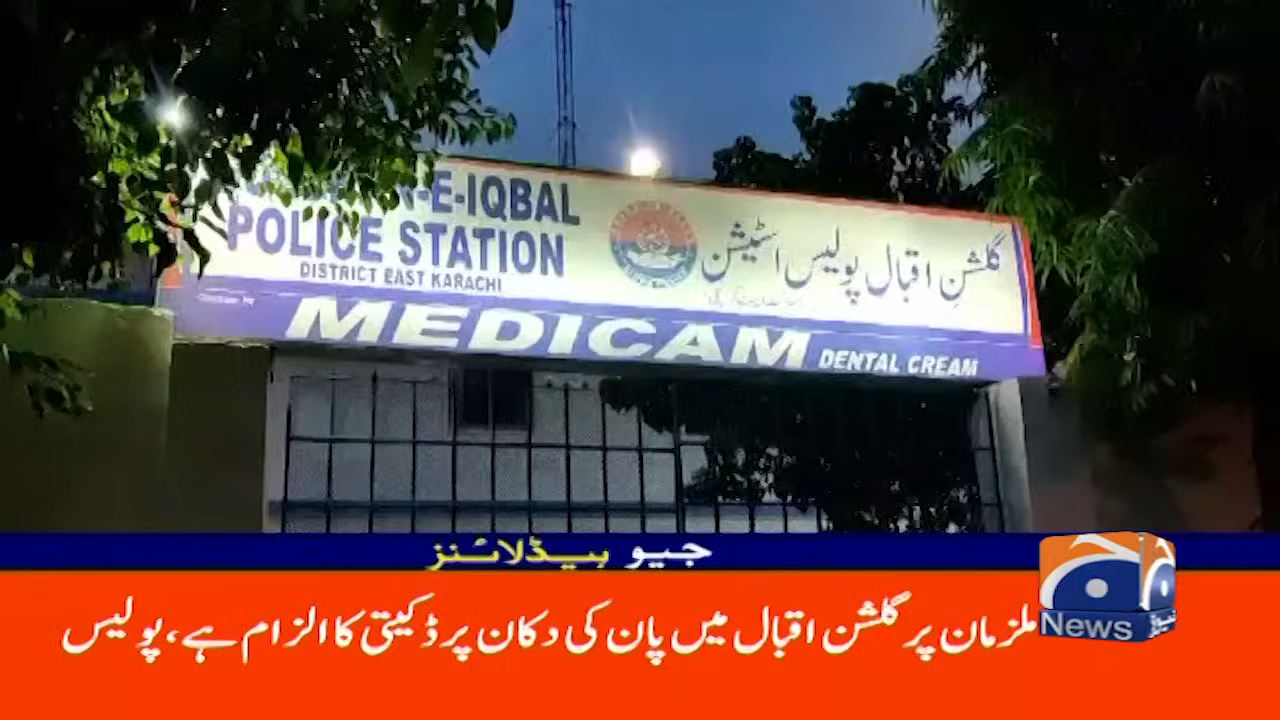 -E-IQBAL
POLICE STATION
DISTRICT EAST KARACHI
گلشنِ اقبال پولیس اسٹیشن
MEDICAM DENTAL CREAM
جیو ہیڈلائنز
ملزمان پر گلشن اقبال میں پان کی دکان پر ڈکیتی کا الزام ہے، پولیس
News
نیوز